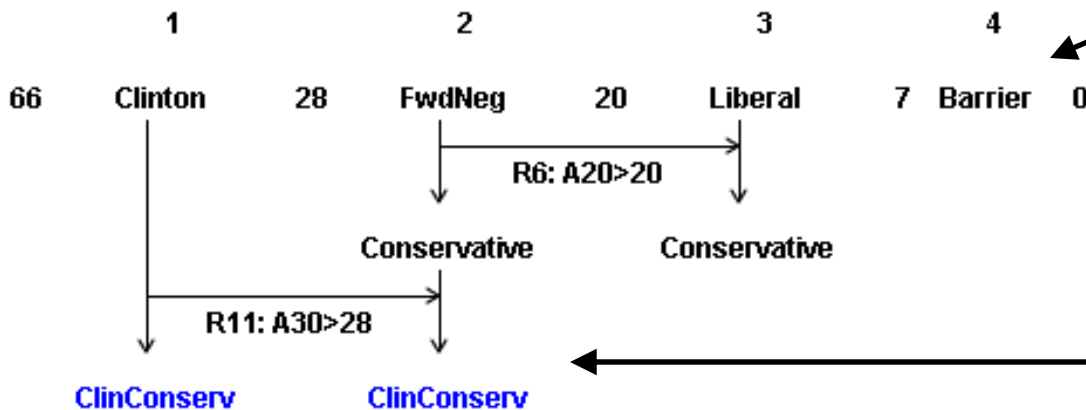 1 2 3 4
66 Clinton 28 FwdNeg 20 Liberal 7 Barrier 0
R6: A20>20
Conservative Conservative
R11: A30>28
ClinConserv ClinConserv